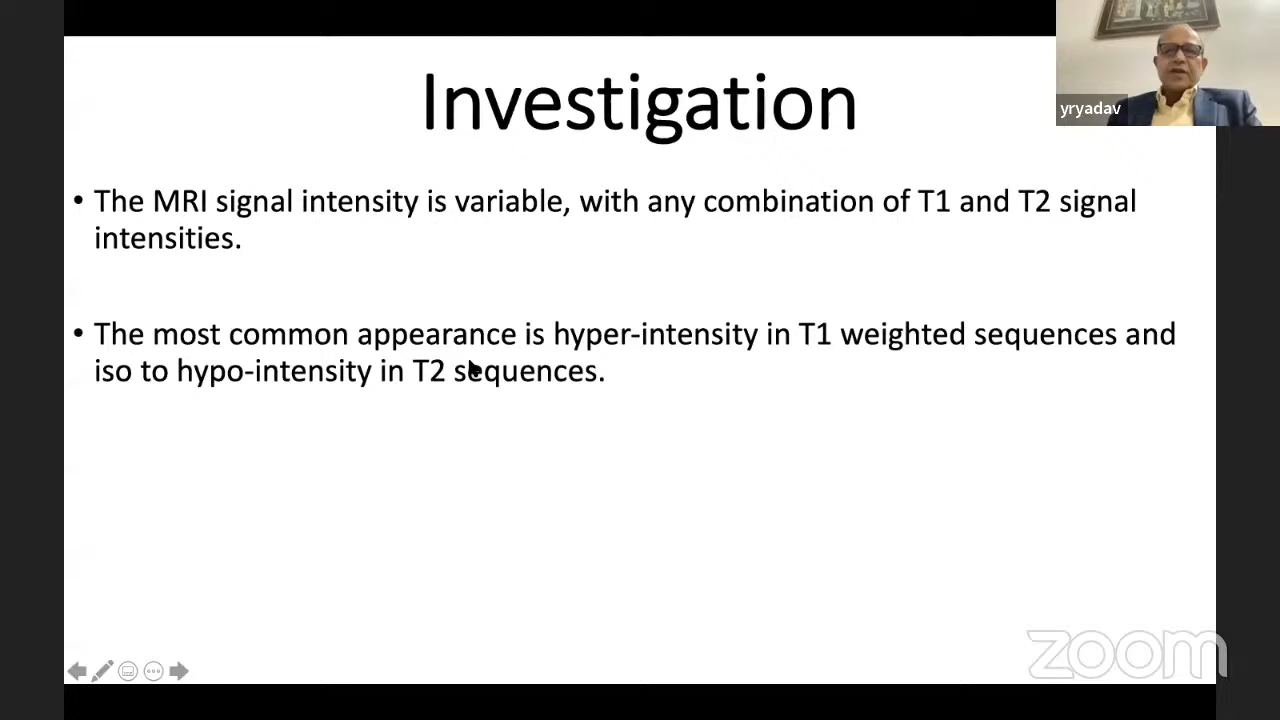 Investigation
yryadav
• The MRI signal intensity is variable, with any combination of T1 and T2 signal
intensities.
• The most common appearance is hyper-intensity in T1 weighted sequences and
iso to hypo-intensity in T2 sequences.
zoom